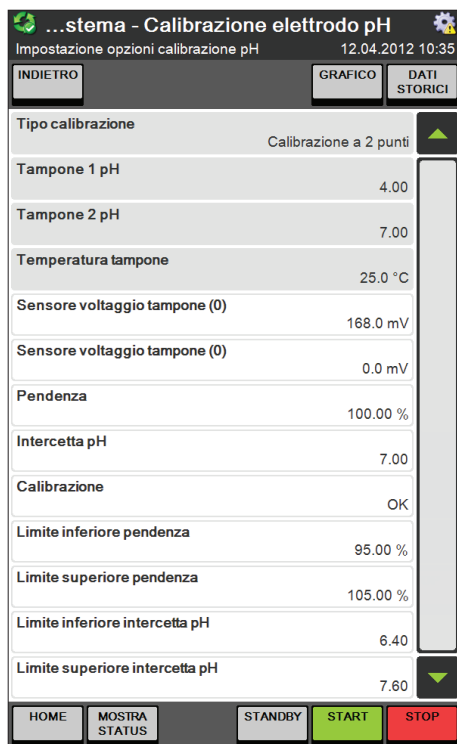 ...stema - Calibrazione elettrodo pH
Impostazione opzioni calibrazione pH 12.04.2012 10:35
INDIETRO GRAFICO DATI
STORICI
Tipo calibrazione
Calibrazione a 2 punti
Tampone 1 pH
4.00
Tampone 2 pH
7.00
Temperatura tampone
25.0 °C
Sensore voltaggio tampone (0)
168.0 mV
Sensore voltaggio tampone (0)
0.0 mV
Pendenza
100.00 %
Intercetta pH
7.00
Calibrazione
OK
Limite inferiore pendenza
95.00 %
Limite superiore pendenza
105.00 %
Limite inferiore intercetta pH
6.40
Limite superiore intercetta pH
7.60
HOME MOSTRA STANDBY START STOP
STATUS